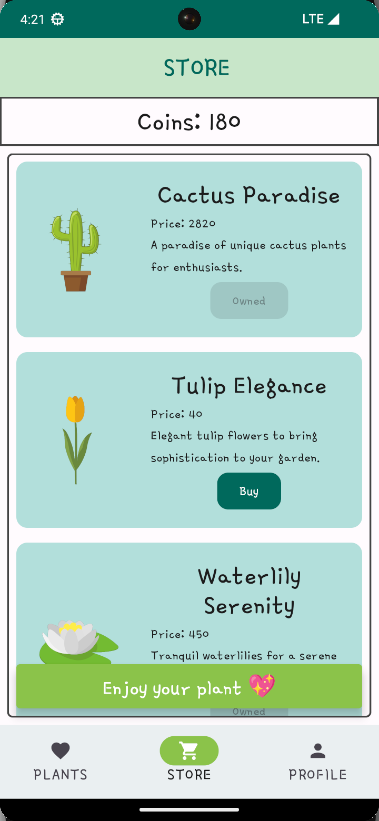 4:21
LTE
STORE
Coins: 180
Cactus Paradise
Price: 2820
A paradise of unique cactus plants
for enthusiasts.
Owned
Tulip Elegance
Price: 40
Elegant tulip flowers to bring
sophistication to your garden.
Buy
Waterlily
Serenity
Price: 450
Tranquil waterlilies for a serene
Enjoy your plant 💖
Owned
PLANTS
STORE
PROFILE